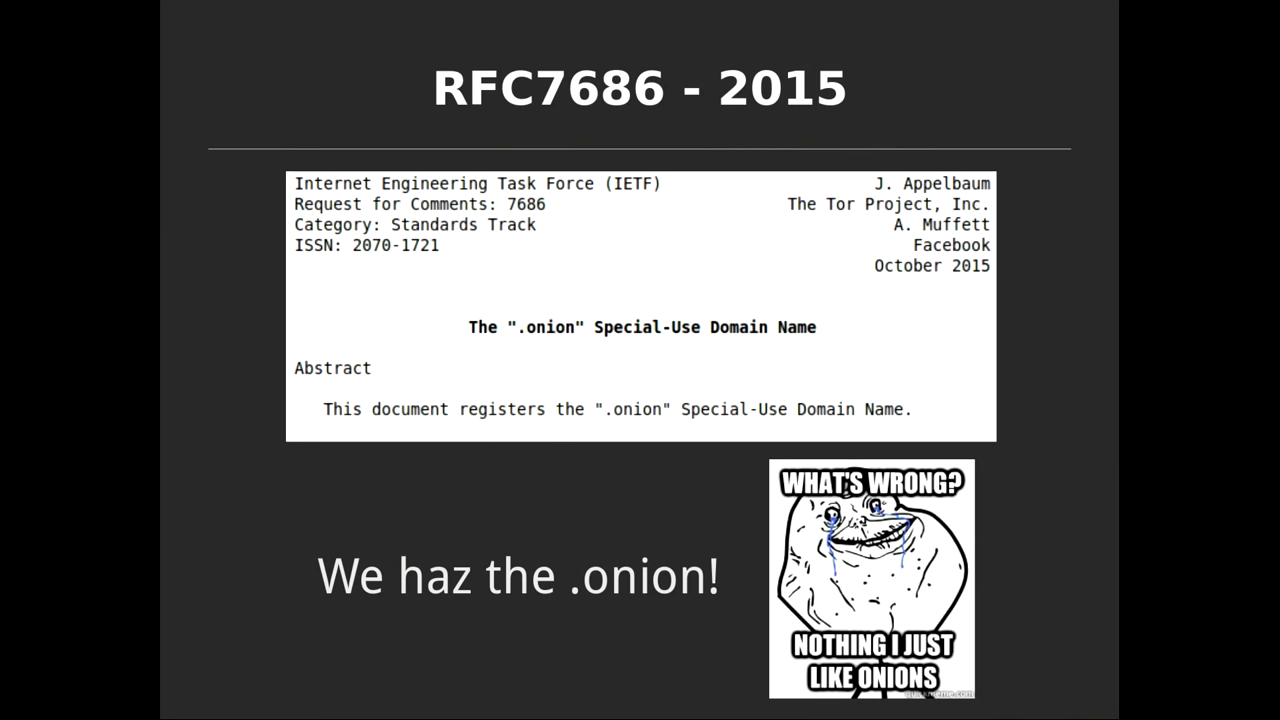 RFC7686 - 2015
Internet Engineering Task Force (IETF) J. Appelbaum
Request for Comments: 7686 The Tor Project, Inc.
Category: Standards Track A. Muffett
ISSN: 2070-1721 Facebook
October 2015
The ".onion" Special-Use Domain Name
Abstract
This document registers the ".onion" Special-Use Domain Name.
WHAT'S WRONG?
We haz the .onion!
NOTHING I JUST
LIKE ONIONS